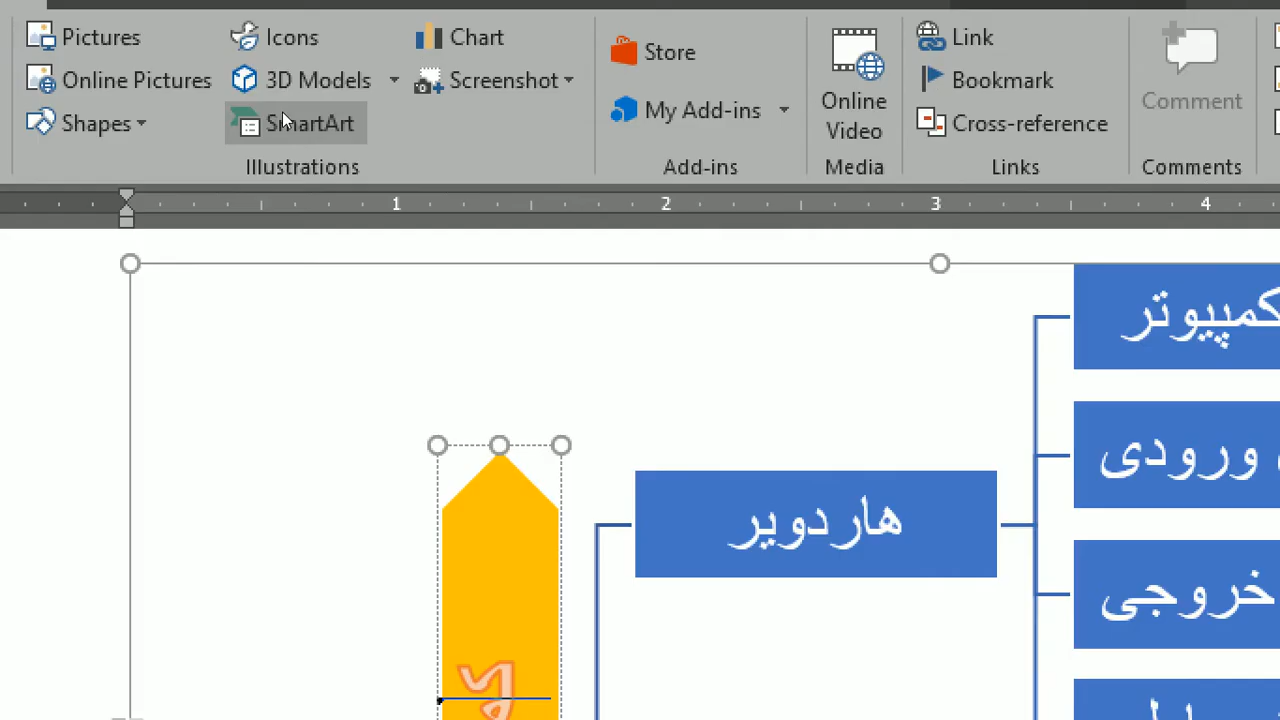 Pictures
Online Pictures
Shapes
Icons
3D Models
SmartArt
Chart
Screenshot
Illustrations
Store
My Add-ins
Add-ins
Online
Video
Media
Link
Bookmark
Cross-reference
Links
Comment
Comments
1 2 3 4
کمپیوتر
ورودی
هاردویر
خروجی